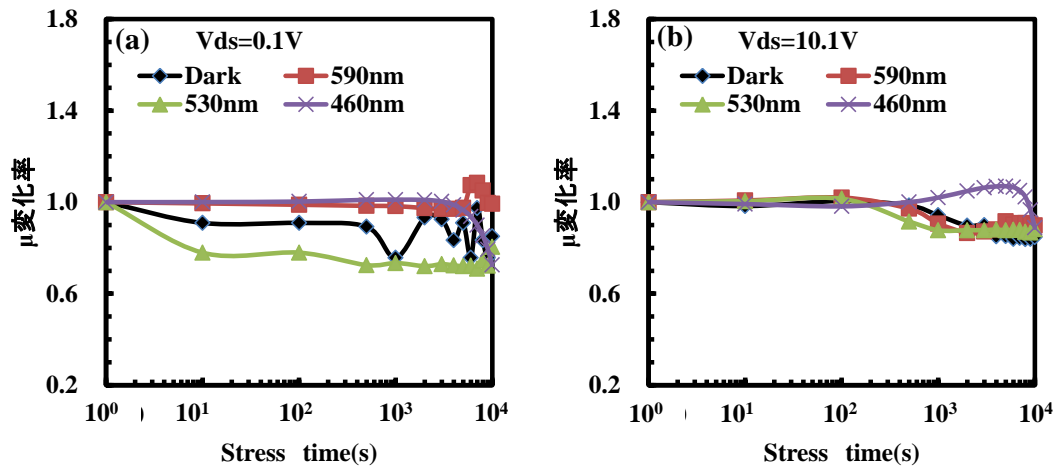 (a) Vds=0.1V
Dark 590nm
530nm 460nm
1.8
1.4
1.0
0.6
0.2
μ変化率
10⁰ ) 10¹ 10² 10³ 10⁴
Stress time(s)
(b) Vds=10.1V
Dark 590nm
530nm 460nm
1.8
1.4
1.0
0.6
0.2
μ変化率
10⁰ ) 10¹ 10² 10³ 10⁴
Stress time(s)